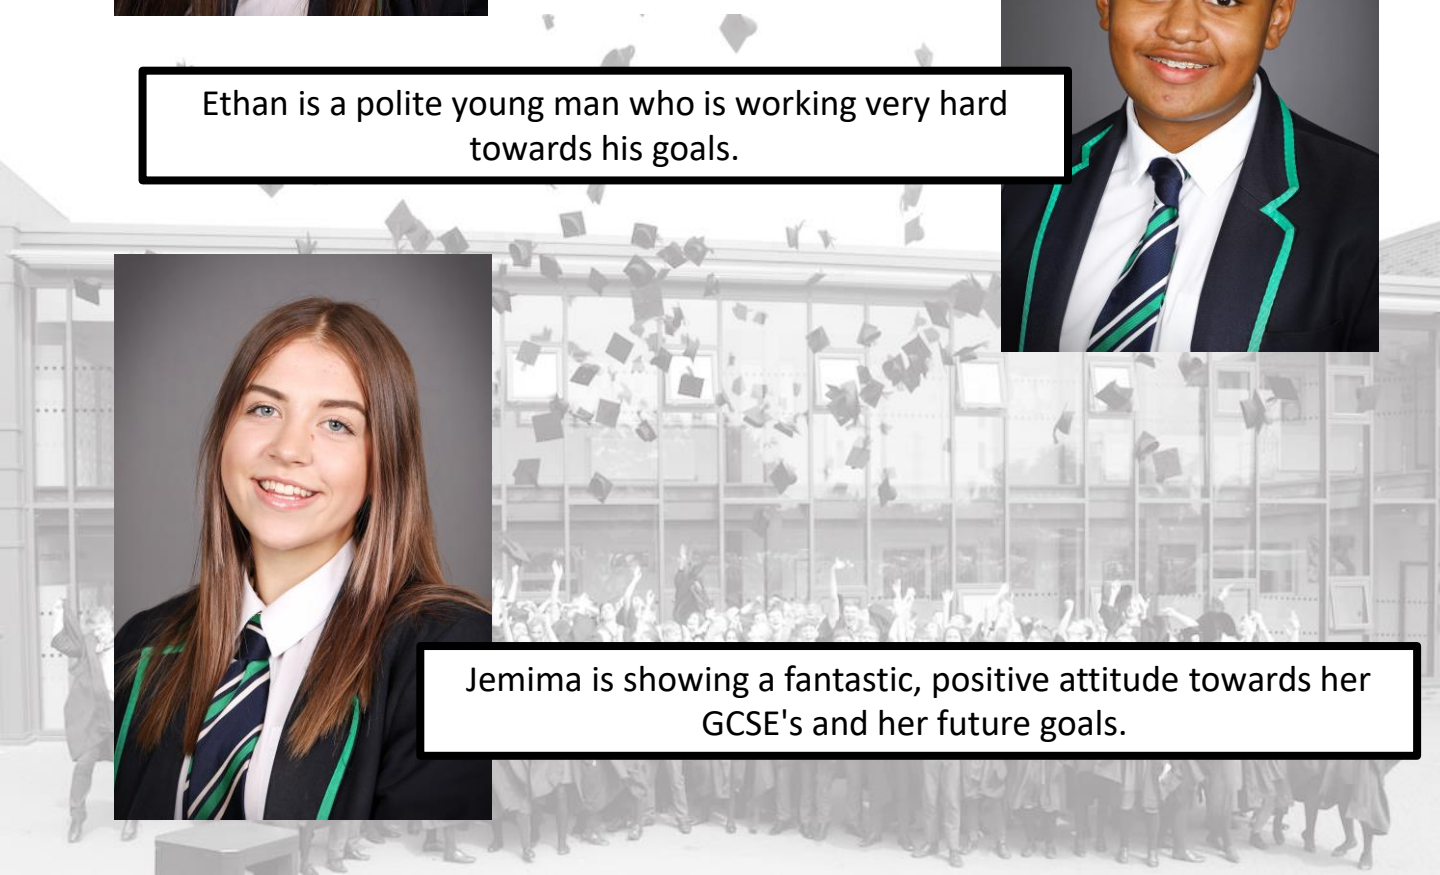 Ethan is a polite young man who is working very hard
towards his goals.
Jemima is showing a fantastic, positive attitude towards her
GCSE's and her future goals.